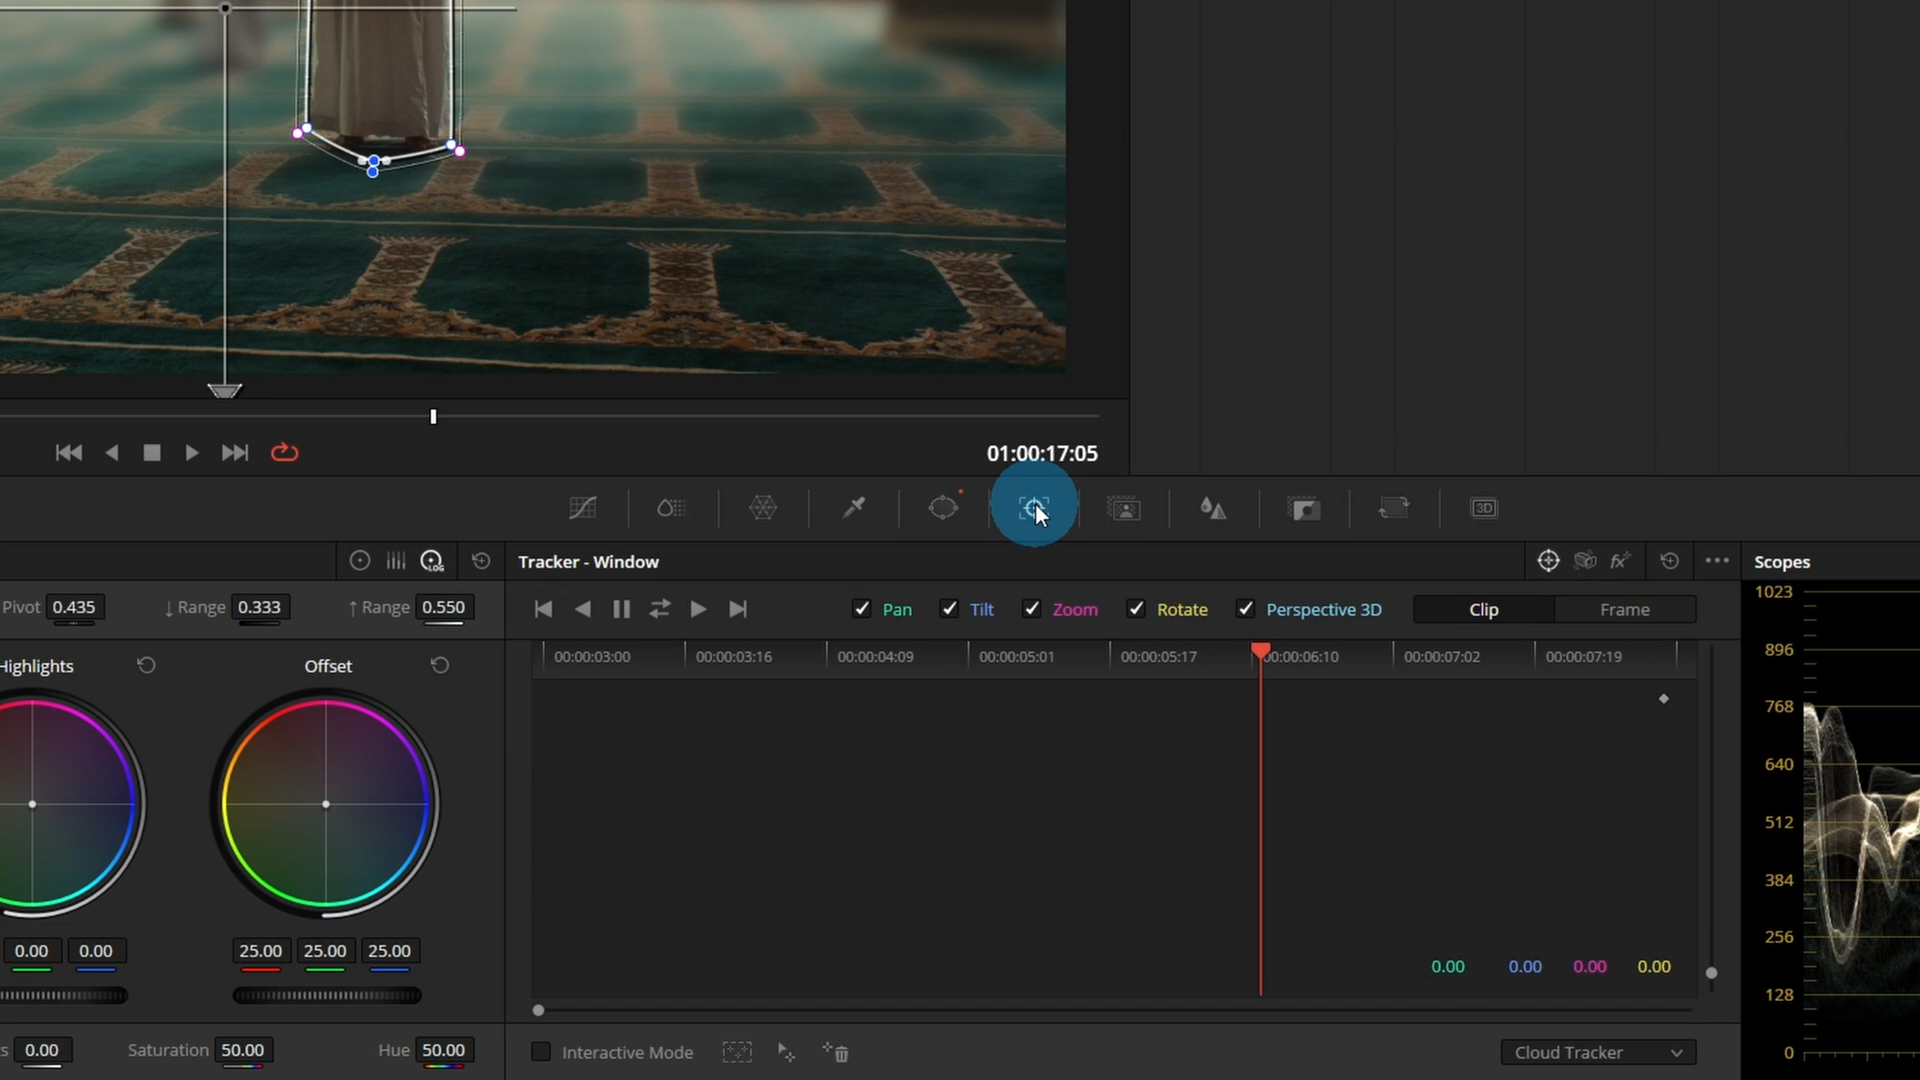 01:00:17:05
3D
LOG
Tracker - Window
Scopes
Pivot 0.435 ↓ Range 0.333 ↑ Range 0.550
Pan Tilt Zoom Rotate Perspective 3D Clip Frame
1023
896
768
640
512
384
256
128
0
Highlights Offset
00:00:03:00 00:00:03:16 00:00:04:09 00:00:05:01 00:00:05:17 00:00:06:10 00:00:07:02 00:00:07:19
0.00 0.00 25.00 25.00 25.00
0.00 0.00 0.00 0.00
s 0.00 Saturation 50.00 Hue 50.00
Interactive Mode Cloud Tracker